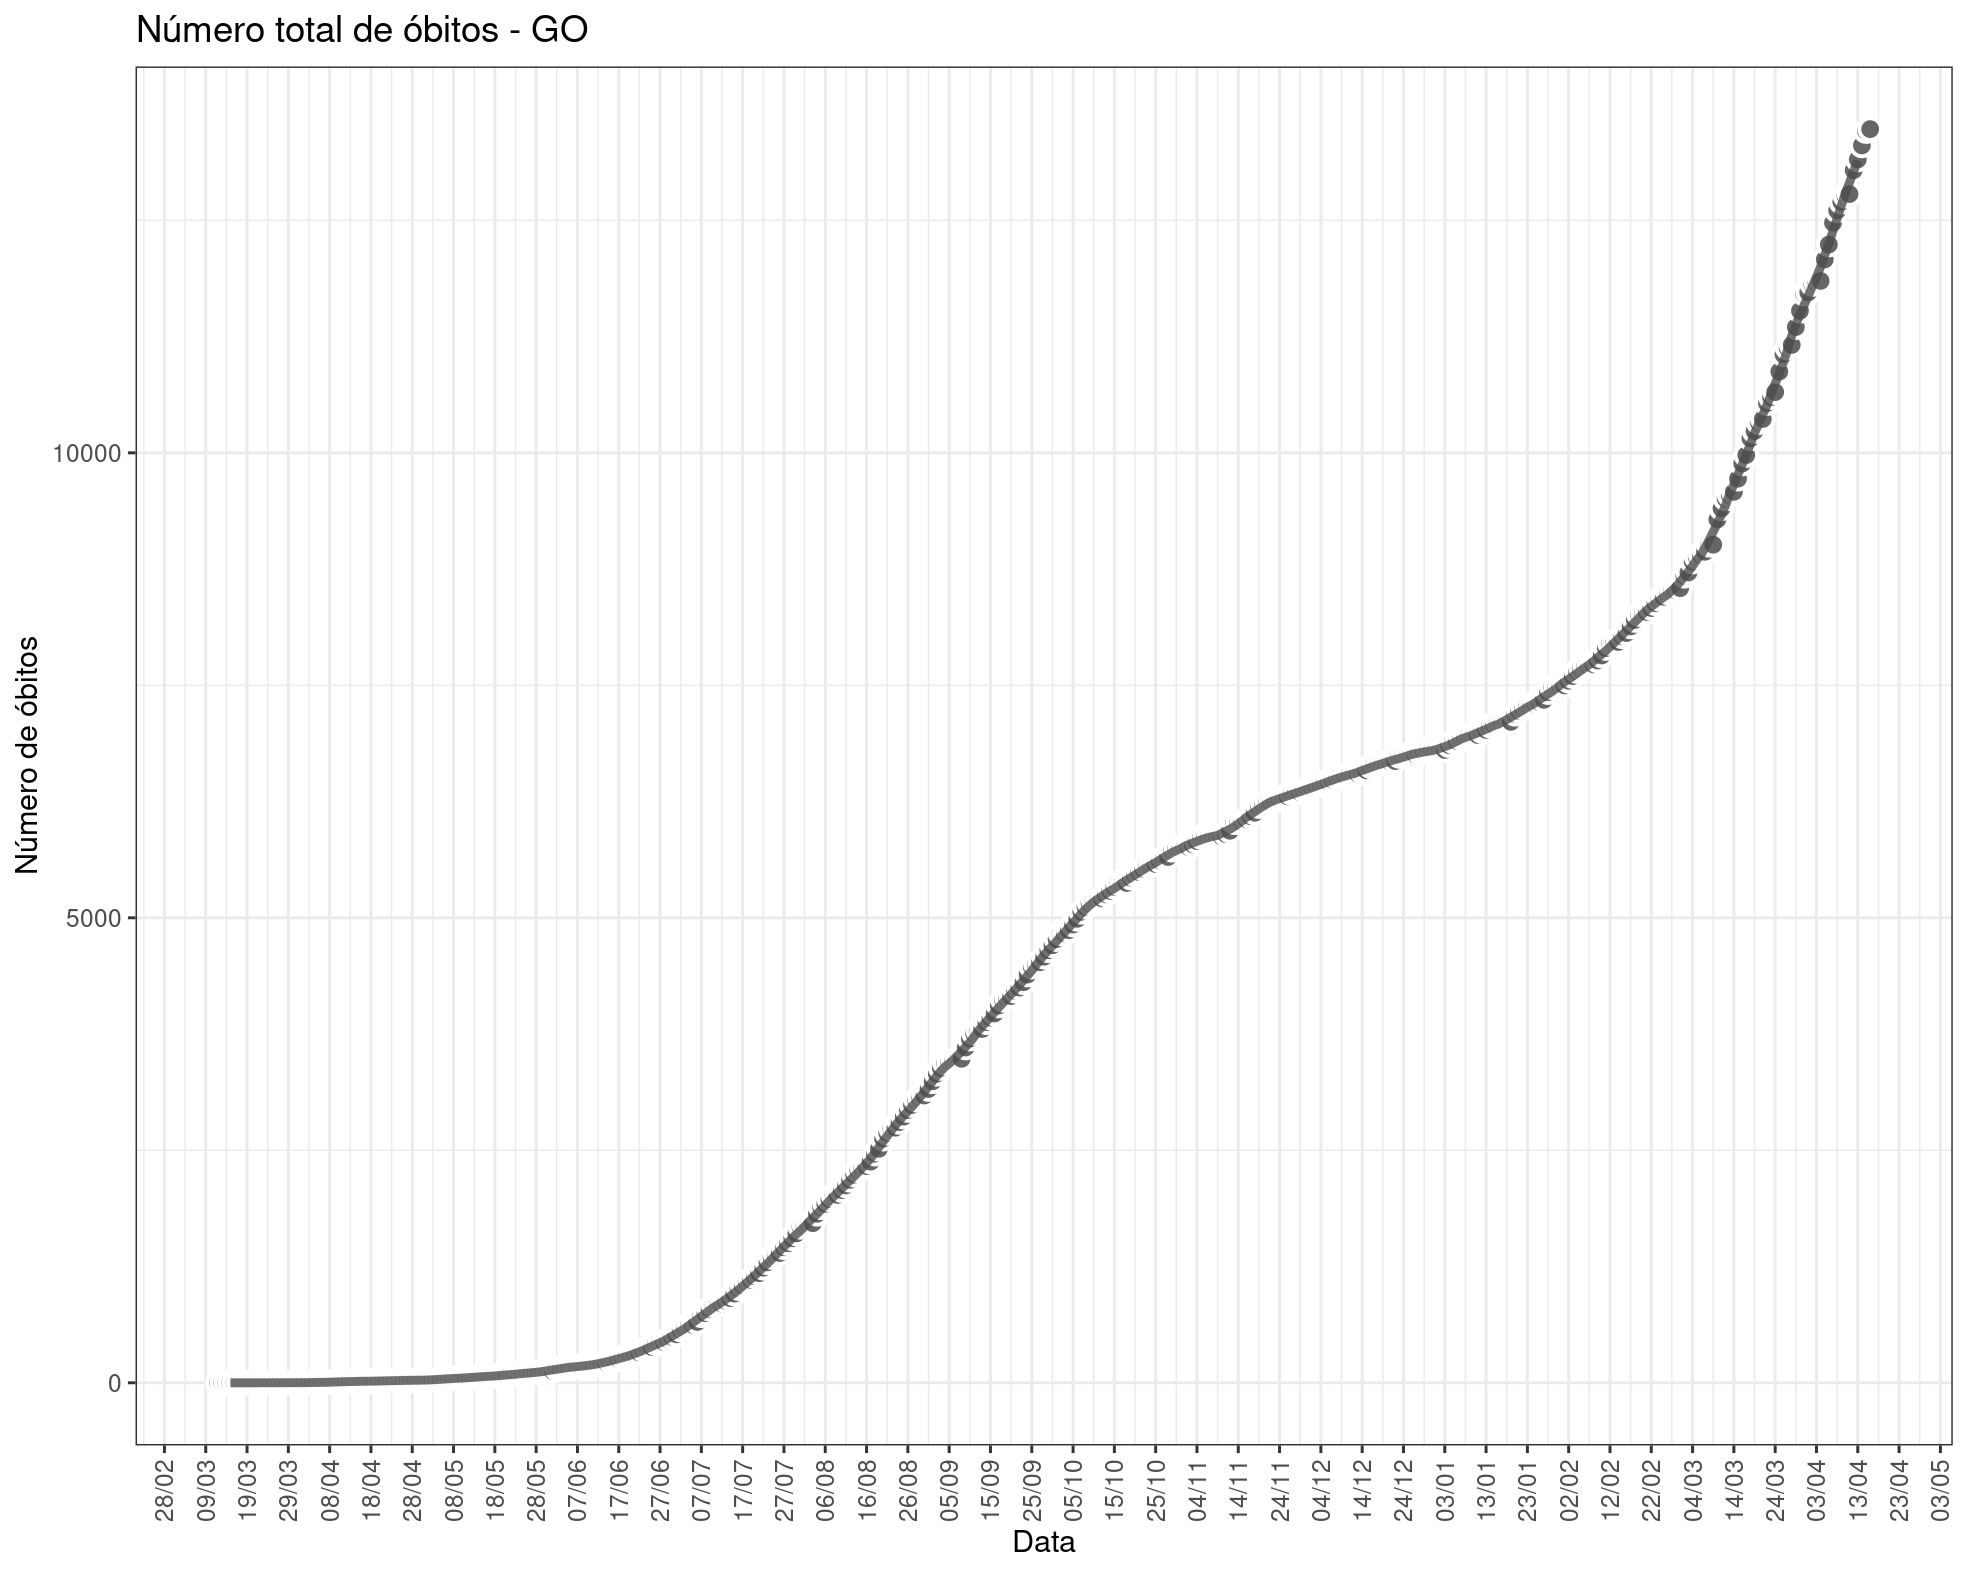 Número total de óbitos - GO
Número de óbitos
10000
5000
0
28/02 09/03 19/03 29/03 08/04 18/04 28/04 08/05 18/05 28/05 07/06 17/06 27/06 07/07 17/07 27/07 06/08 16/08 26/08 05/09 15/09 25/09 05/10 15/10 25/10 04/11 14/11 24/11 04/12 14/12 24/12 03/01 13/01 23/01 02/02 12/02 22/02 04/03 14/03 24/03 03/04 13/04 23/04 03/05
Data